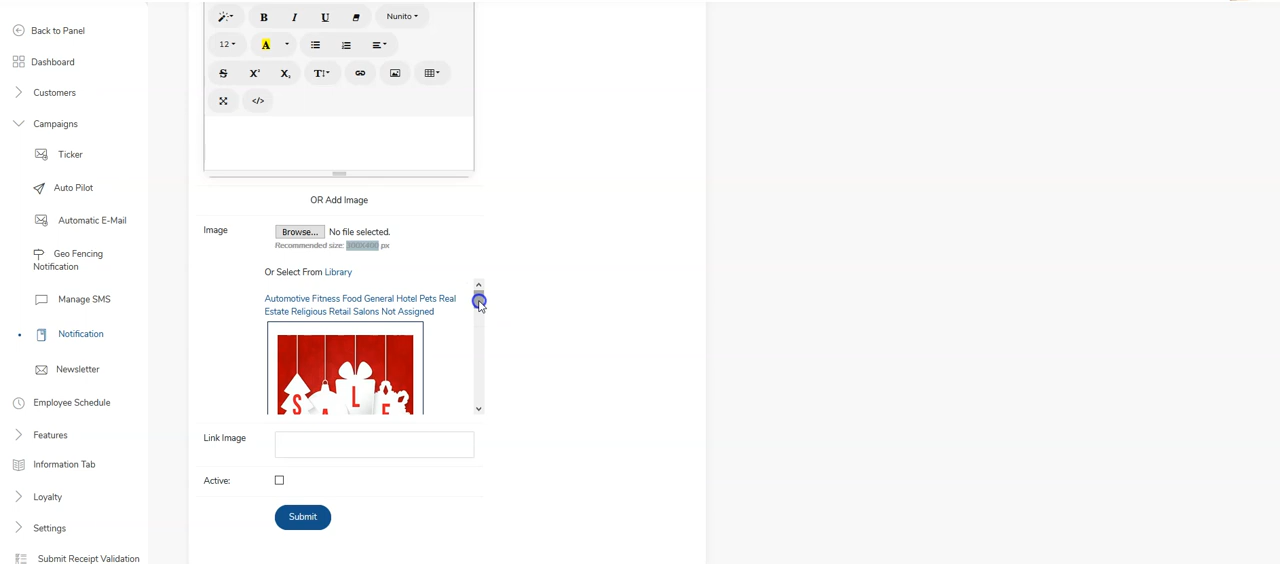 Back to Panel
Dashboard
Customers
Campaigns
Ticker
Auto Pilot
Automatic E-Mail
Geo Fencing
Notification
Manage SMS
Notification
Newsletter
Employee Schedule
Features
Information Tab
Loyalty
Settings
Submit Receipt Validation
B I U Nunito
12 A
S X² X₂ T
</>
OR Add Image
Image Browse... No file selected.
Recommended size: 300X400 px
Or Select From Library
Automotive Fitness Food General Hotel Pets Real
Estate Religious Retail Salons Not Assigned
SALE
Link Image
Active:
Submit